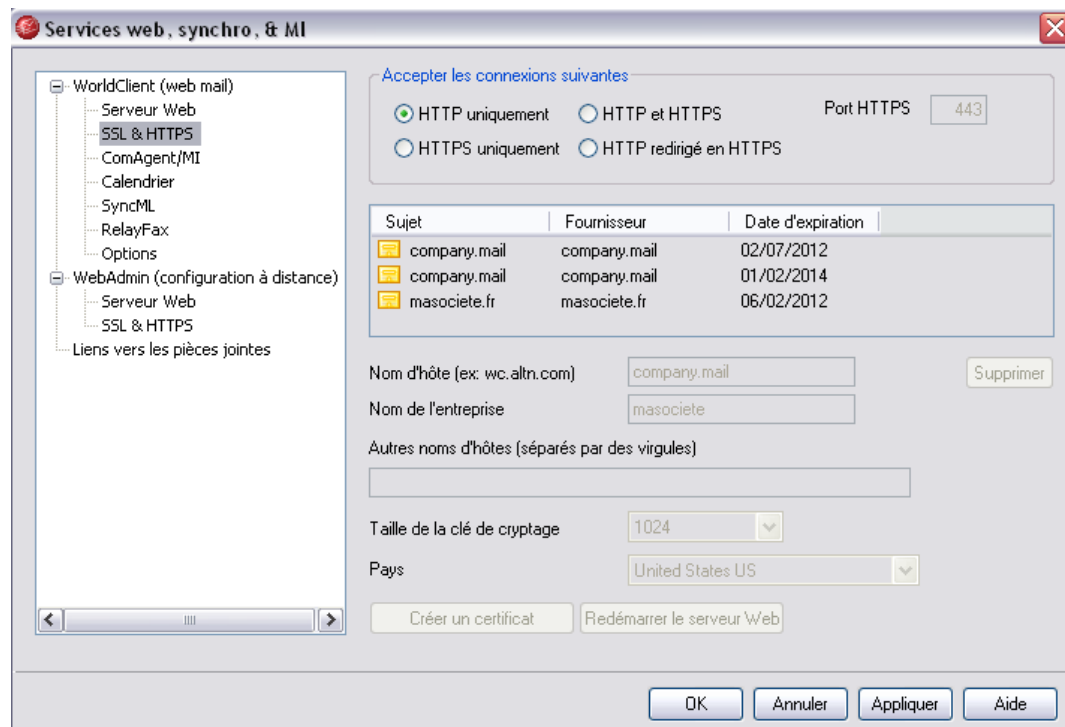 Services web, synchro, & MI
WorldClient (web mail)
Serveur Web
SSL & HTTPS
ComAgent/MI
Calendrier
SyncML
RelayFax
Options
WebAdmin (configuration à distance)
Serveur Web
SSL & HTTPS
Liens vers les pièces jointes
Accepter les connexions suivantes
HTTP uniquement HTTP et HTTPS Port HTTPS 443
HTTPS uniquement HTTP redirigé en HTTPS
Sujet Fournisseur Date d'expiration
company.mail company.mail 02/07/2012
company.mail company.mail 01/02/2014
masociete.fr masociete.fr 06/02/2012
Nom d'hôte (ex: wc.altn.com) company.mail Supprimer
Nom de l'entreprise masociete
Autres noms d'hôtes (séparés par des virgules)
Taille de la clé de cryptage 1024
Pays United States US
Créer un certificat Redémarrer le serveur Web
OK Annuler Appliquer Aide